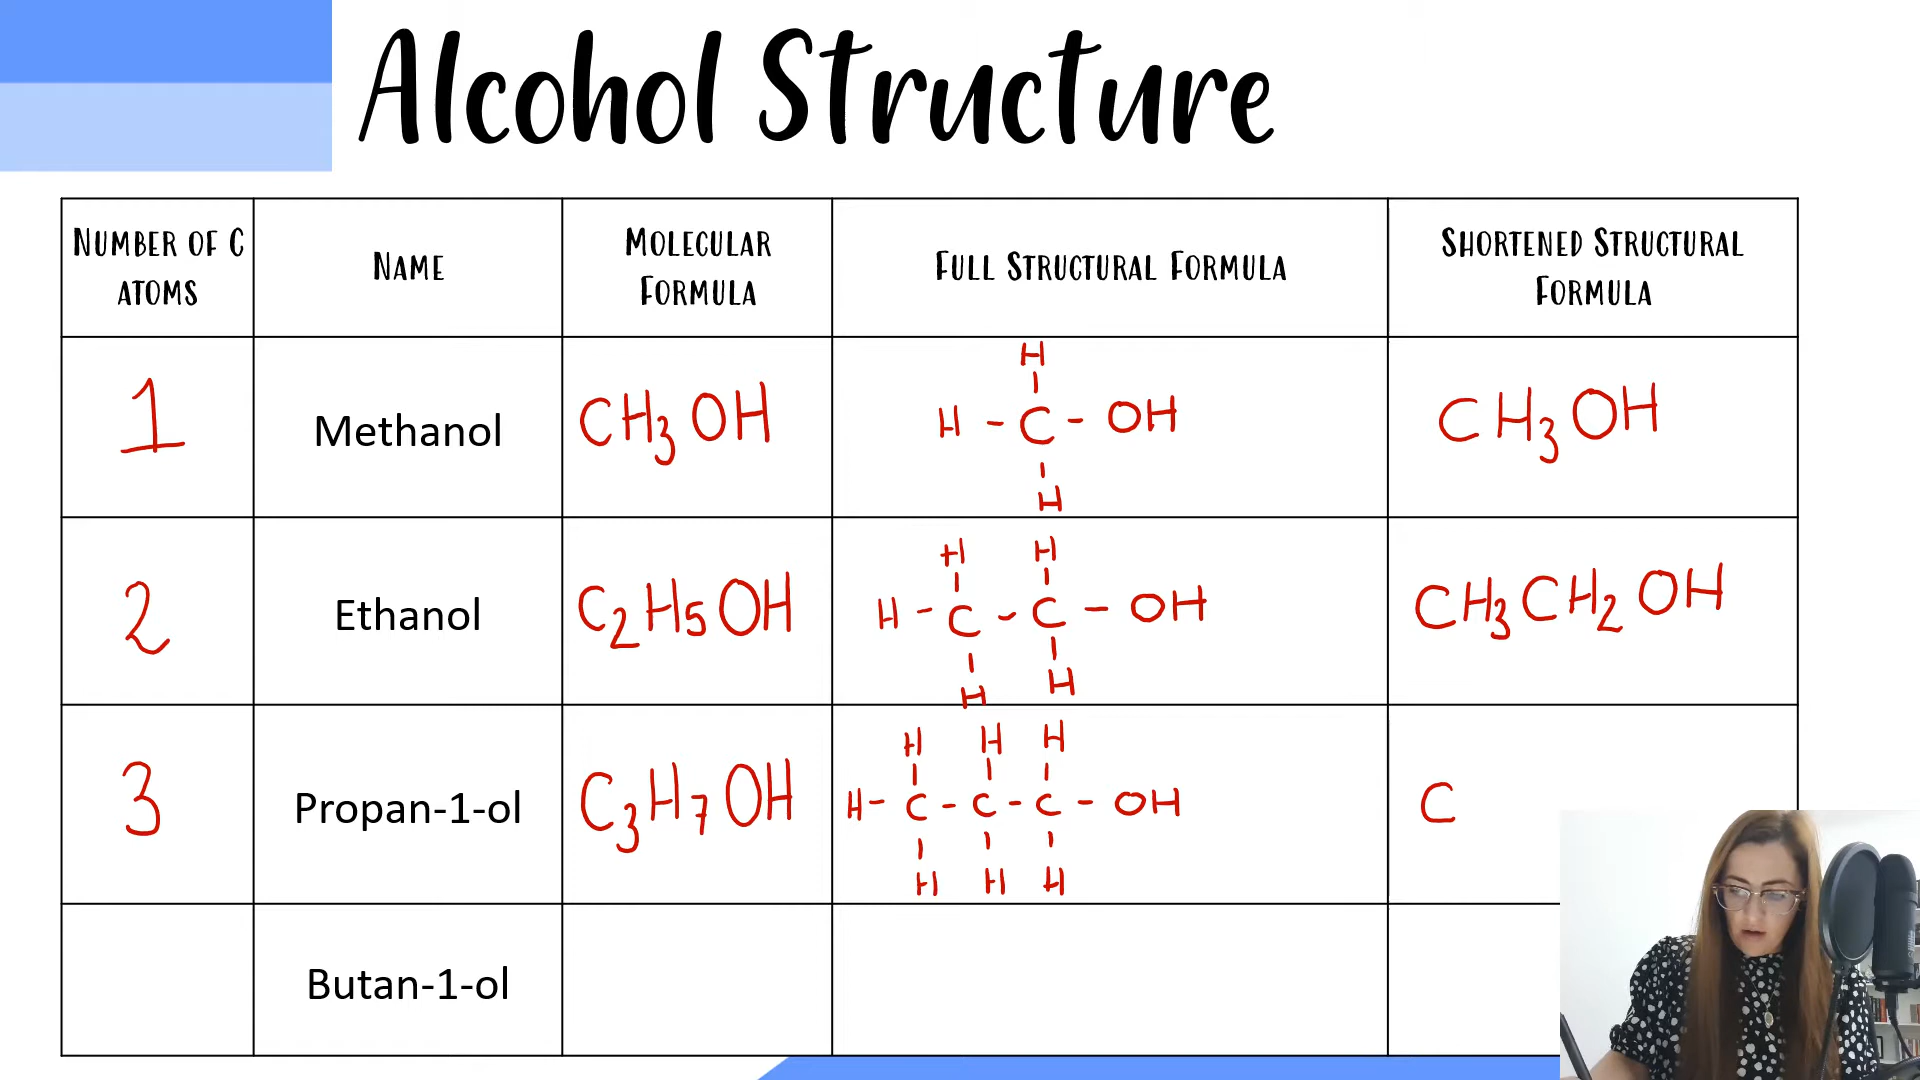 Alcohol Structure
NUMBER OF C
ATOMS
NAME
MOLECULAR
FORMULA
FULL STRUCTURAL FORMULA
SHORTENED STRUCTURAL
FORMULA
1
Methanol
CH₃OH
H
H - C - OH
H
CH₃OH
2
Ethanol
C₂H₅OH
H H
H - C - C - OH
H H
CH₃CH₂OH
3
Propan-1-ol
C₃H₇OH
H H H
H - C - C - C - OH
H H H
C
Butan-1-ol